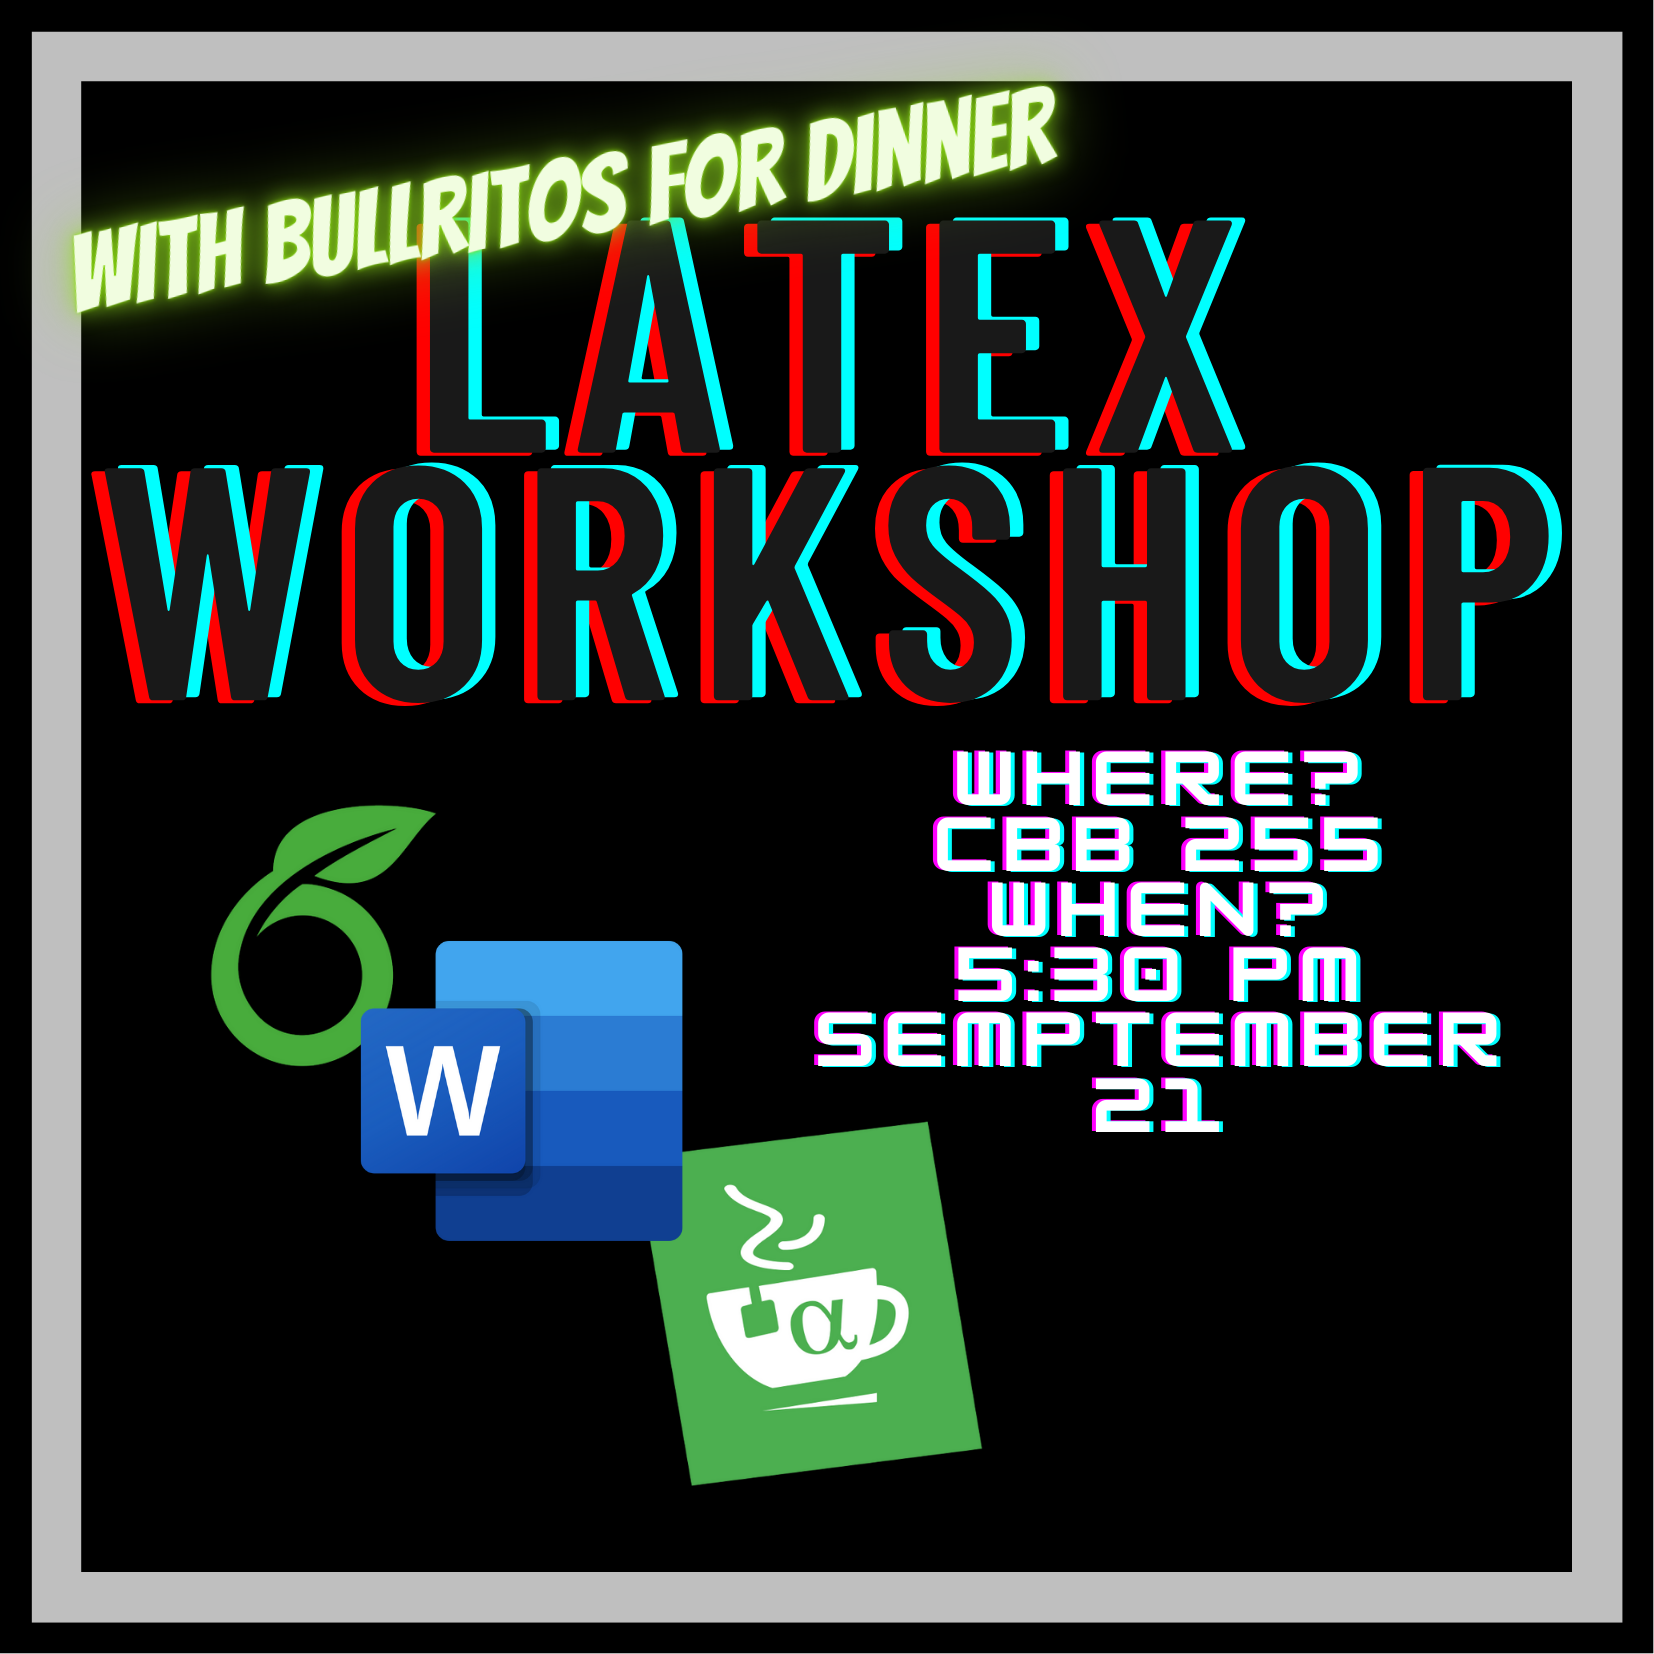 WITH BULLRITOS FOR DINNER
LATEX
WORKSHOP
WHERE?
CBB 255
WHEN?
5:30 PM
SEMPTEMBER
21
W
α